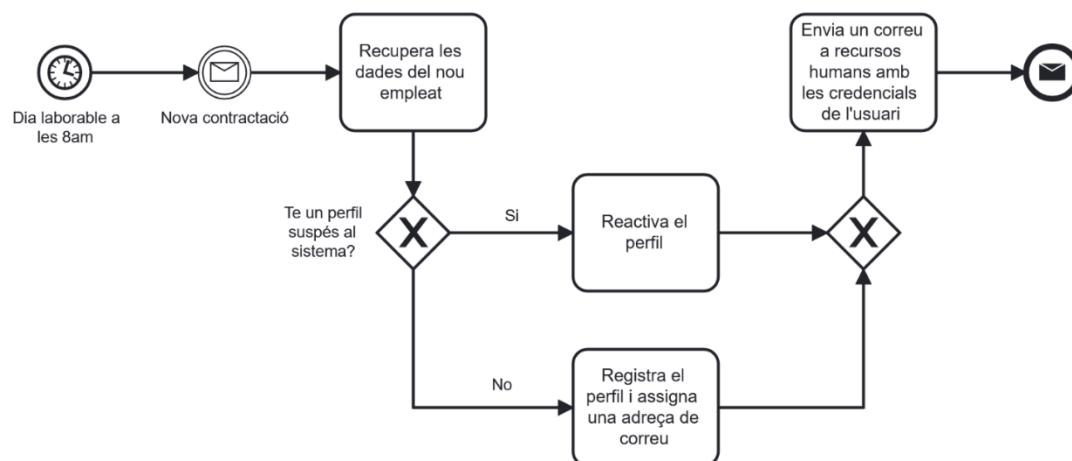 Dia laborable a
les 8am
Nova contractació
Recupera les
dades del nou
empleat
Te un perfil
suspés al
sistema?
Si
Reactiva el
perfil
No
Registra el
perfil i assigna
una adreça de
correu
Envia un correu
a recursos
humans amb
les credencials
de l'usuari